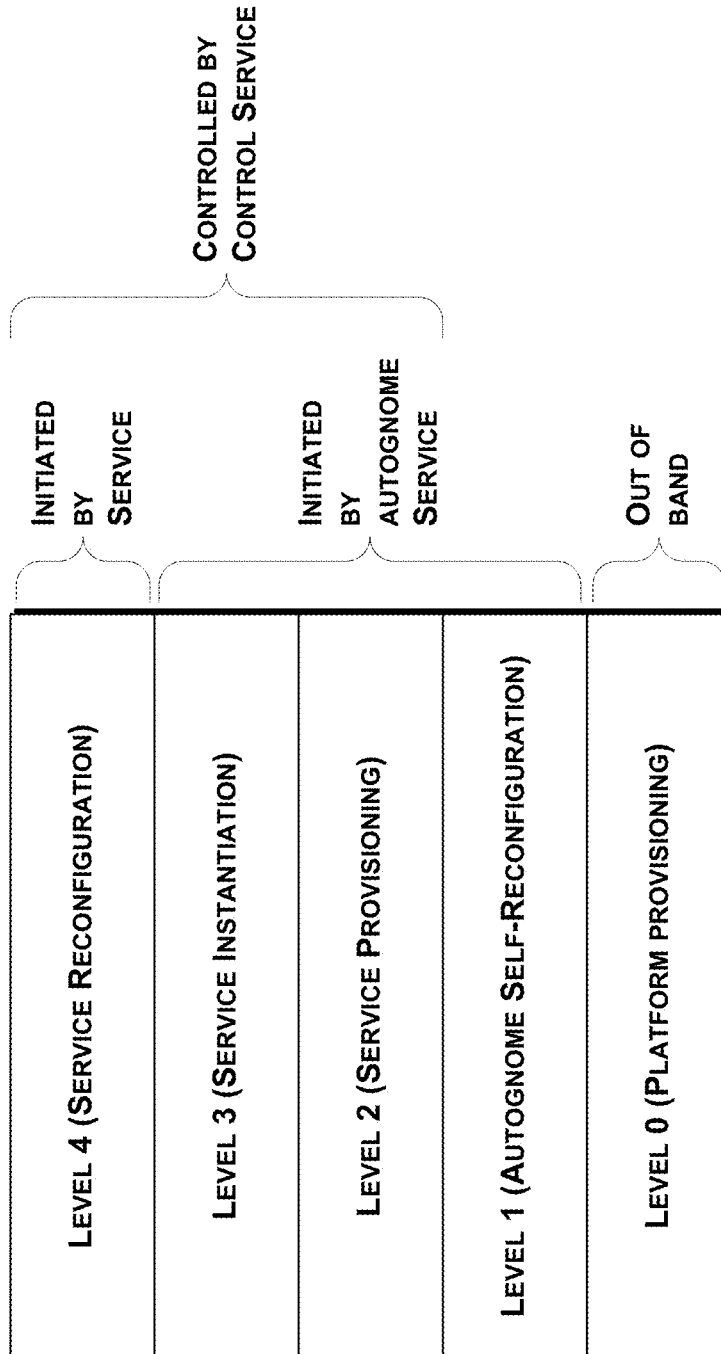 LEVEL 4 (SERVICE RECONFIGURATION)
LEVEL 3 (SERVICE INSTANTIATION)
LEVEL 2 (SERVICE PROVISIONING)
LEVEL 1 (AUTOGNOME SELF-RECONFIGURATION)
LEVEL 0 (PLATFORM PROVISIONING)
INITIATED
BY
SERVICE
INITIATED
BY
AUTOGNOME
SERVICE
OUT OF
BAND
CONTROLLED BY
CONTROL SERVICE